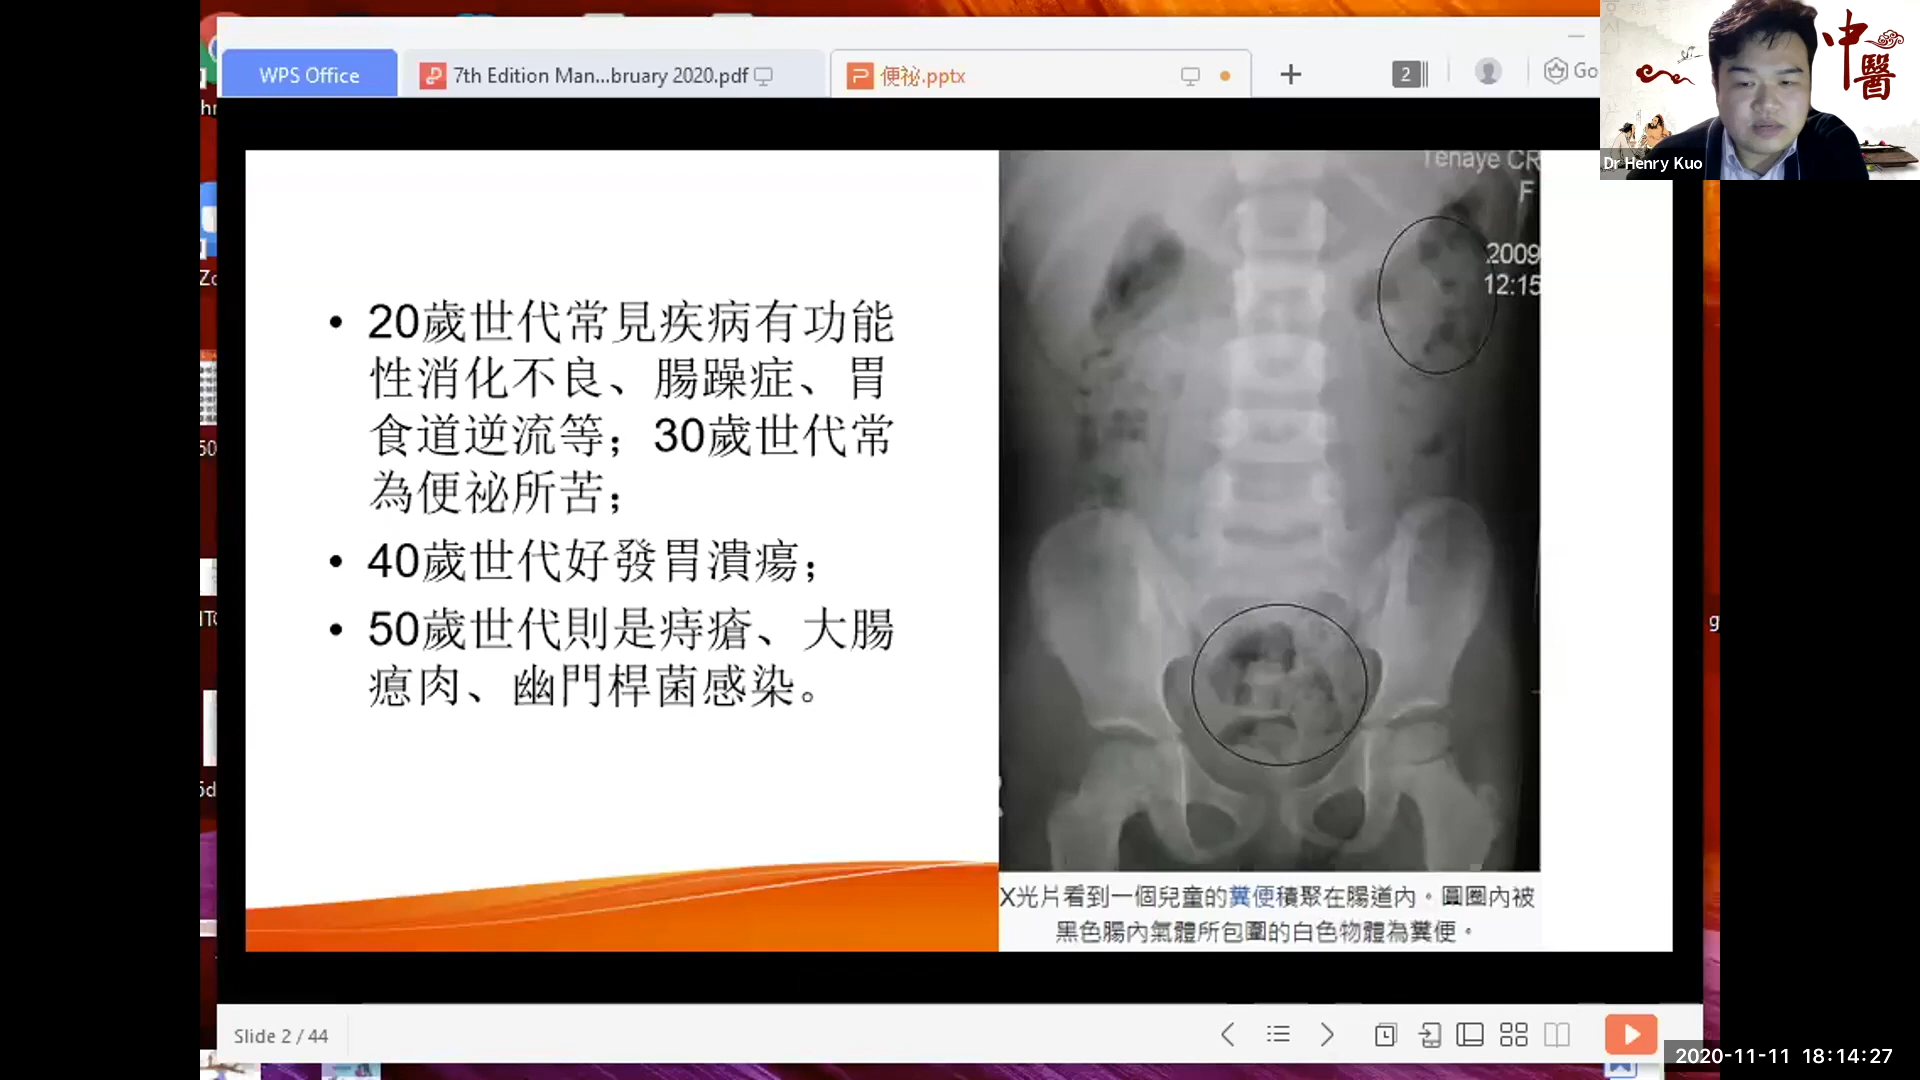 WPS Office
7th Edition Man...bruary 2020.pdf
便祕.pptx
2
Go
中醫
Dr Henry Kuo
• 20歲世代常見疾病有功能
性消化不良、腸躁症、胃
食道逆流等；30歲世代常
為便祕所苦；
• 40歲世代好發胃潰瘍；
• 50歲世代則是痔瘡、大腸
瘜肉、幽門桿菌感染。
Tenaye CR
F
2009
12:15
X光片看到一個兒童的糞便積聚在腸道內。圓圈內被
黑色腸內氣體所包圍的白色物體為糞便。
Slide 2 / 44
2020-11-11 18:14:27